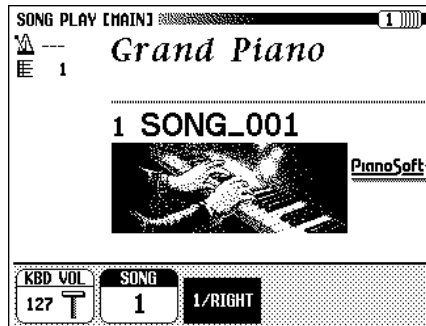 SONG PLAY [MAIN] 1
---
1
Grand Piano
1 SONG_001
PianoSoft
KBD VOL
127
SONG
1
1/RIGHT